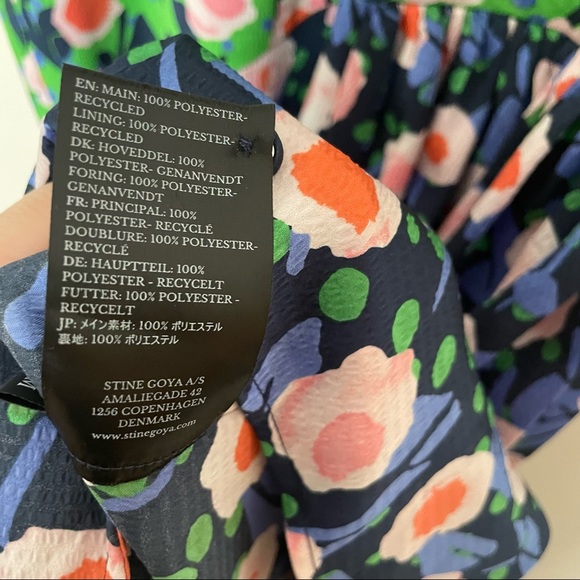 EN: MAIN: 100% POLYESTER-
RECYCLED
LINING: 100% POLYESTER-
RECYCLED
DK: HOVEDDEL: 100%
POLYESTER- GENANVENDT
FORING: 100% POLYESTER-
GENANVENDT
FR: PRINCIPAL: 100%
POLYESTER- RECYCLÉ
DOUBLURE: 100% POLYESTER-
RECYCLÉ
DE: HAUPTTEIL: 100%
POLYESTER - RECYCELT
FUTTER: 100% POLYESTER -
RECYCELT
JP: メイン素材: 100% ポリエステル
裏地: 100% ポリエステル
STINE GOYA A/S
AMALIEGADE 42
1256 COPENHAGEN
DENMARK
www.stinegoya.com